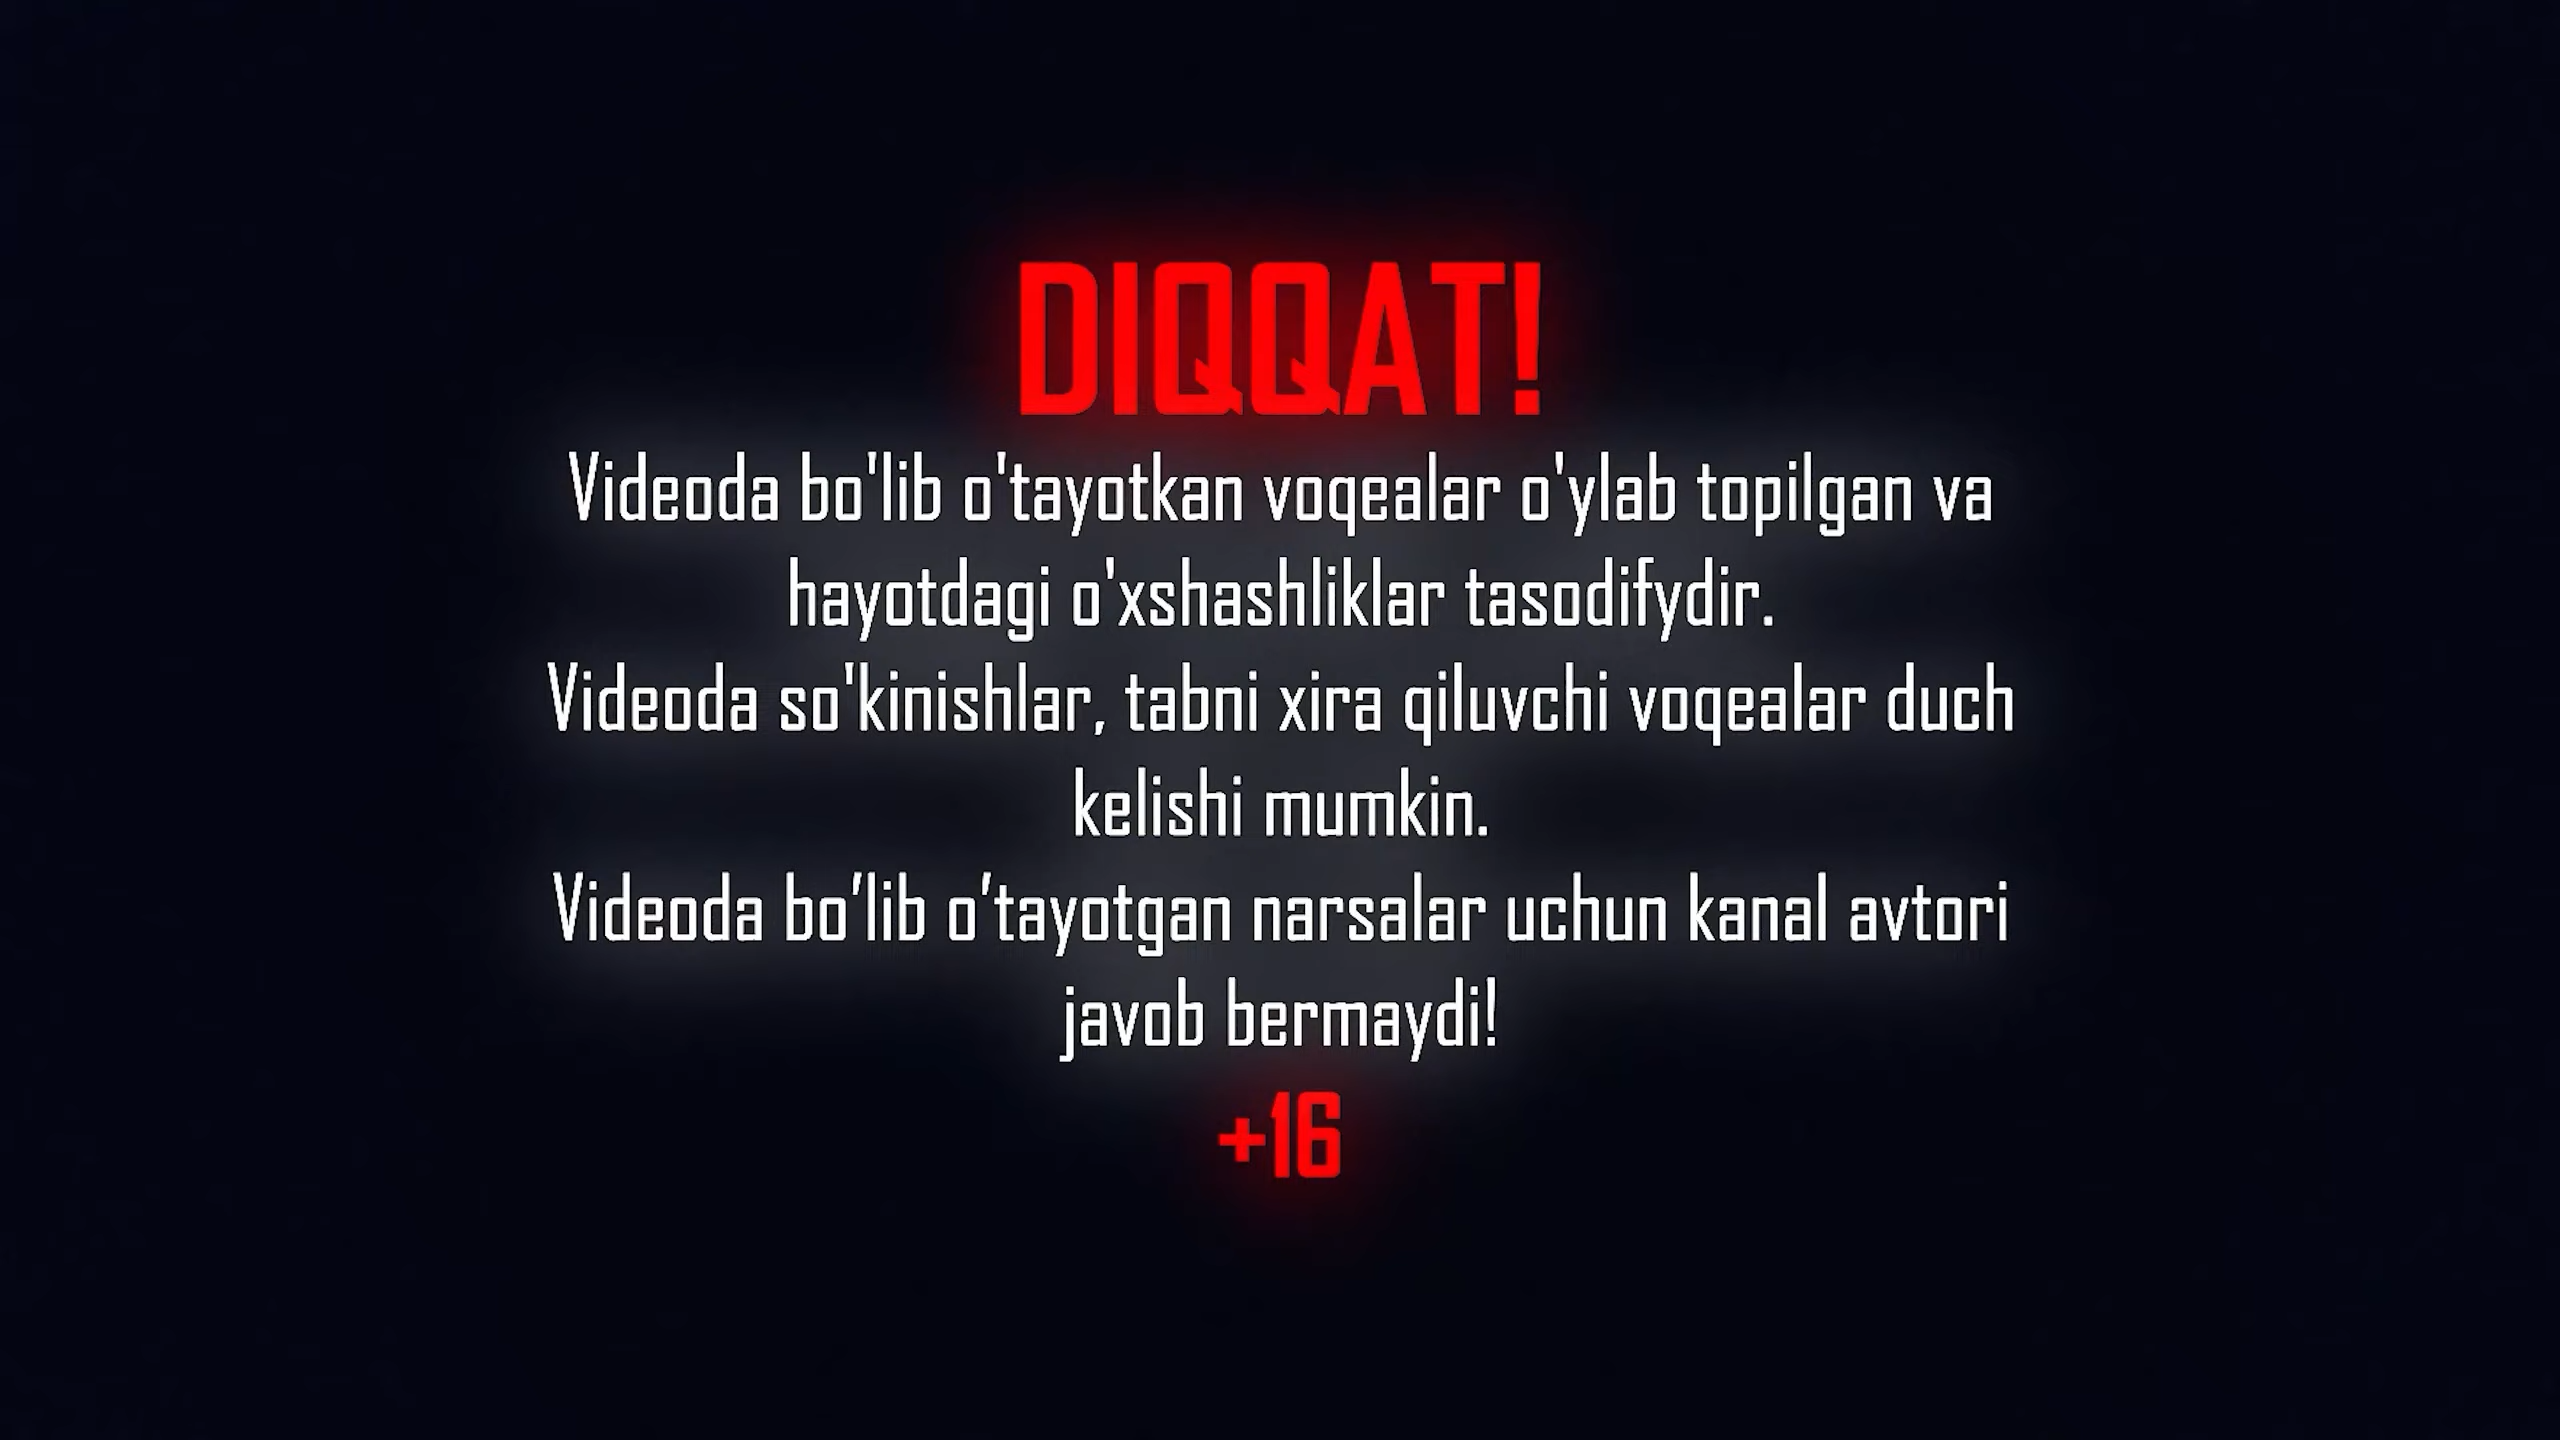 DIQQAT!
Videoda bo'lib o'tayotkan voqealar o'ylab topilgan va
hayotdagi o'xshashliklar tasodifydir.
Videoda so'kinishlar, tabni xira qiluvchi voqealar duch
kelishi mumkin.
Videoda bo’lib o’tayotgan narsalar uchun kanal avtori
javob bermaydi!
+16